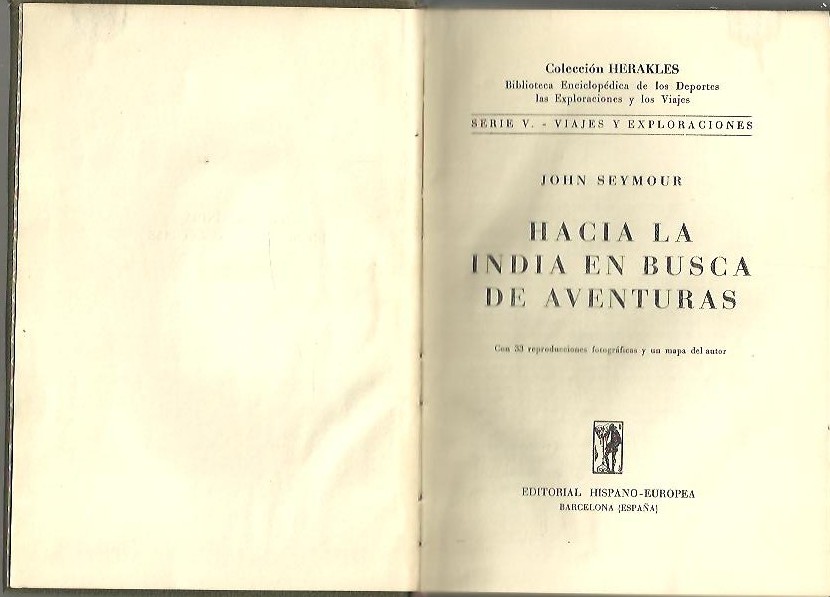 Colección HERAKLES
Biblioteca Enciclopédica de los Deportes
las Exploraciones y los Viajes
SERIE V. - VIAJES Y EXPLORACIONES
JOHN SEYMOUR
HACIA LA
INDIA EN BUSCA
DE AVENTURAS
Con 33 reproducciones fotográficas y un mapa del autor
EDITORIAL HISPANO-EUROPEA
BARCELONA (ESPAÑA)